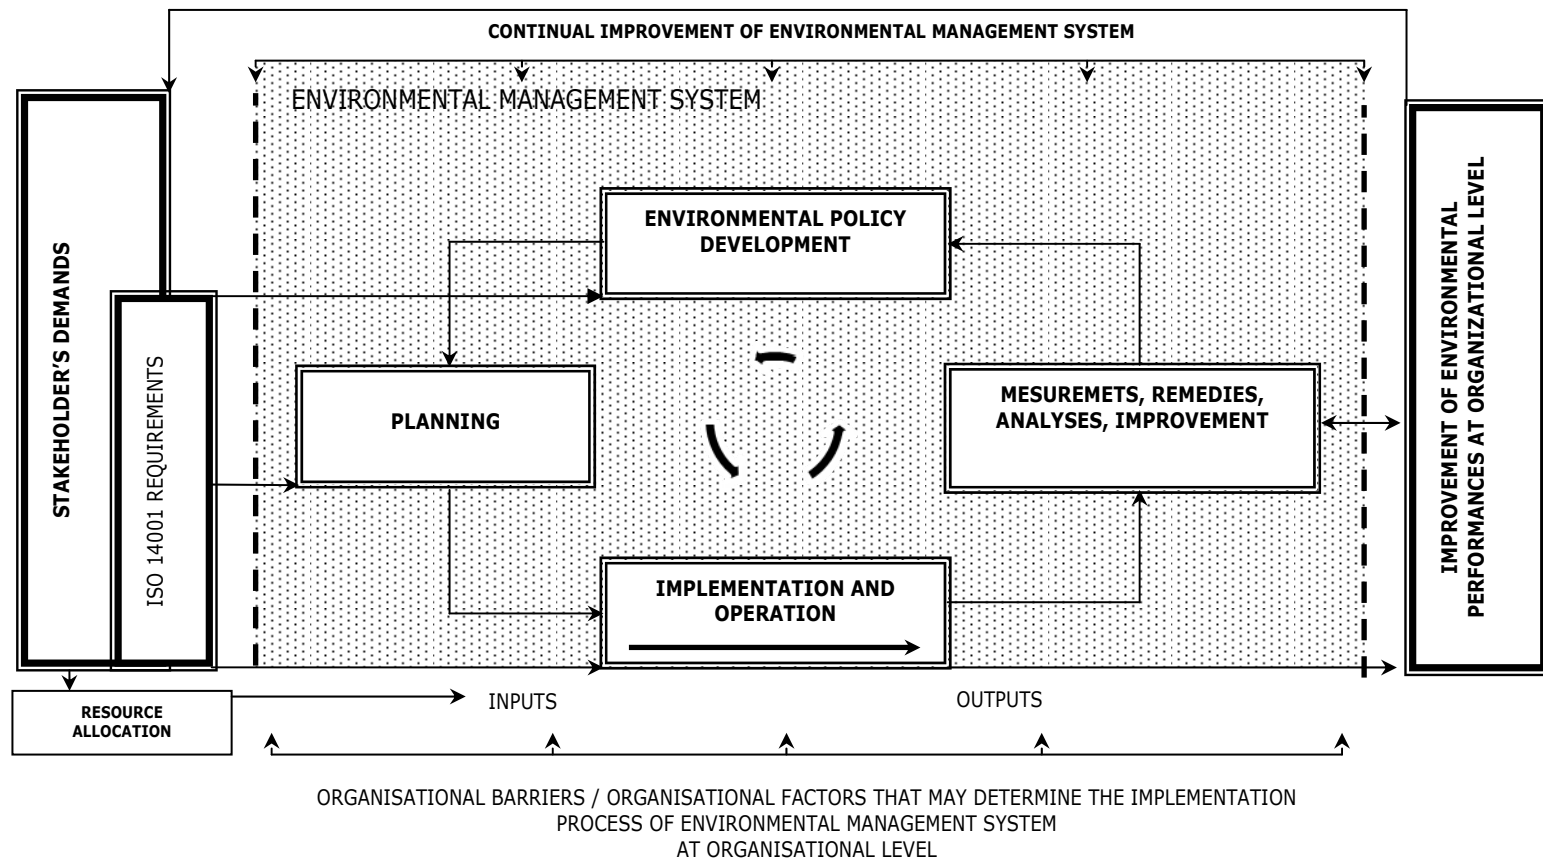 CONTINUAL IMPROVEMENT OF ENVIRONMENTAL MANAGEMENT SYSTEM
ENVIRONMENTAL MANAGEMENT SYSTEM
STAKEHOLDER’S DEMANDS
ISO 14001 REQUIREMENTS
ENVIRONMENTAL POLICY
DEVELOPMENT
PLANNING
MESUREMETS, REMEDIES,
ANALYSES, IMPROVEMENT
IMPLEMENTATION AND
OPERATION
IMPROVEMENT OF ENVIRONMENTAL
PERFORMANCES AT ORGANIZATIONAL LEVEL
RESOURCE
ALLOCATION
INPUTS
OUTPUTS
ORGANISATIONAL BARRIERS / ORGANISATIONAL FACTORS THAT MAY DETERMINE THE IMPLEMENTATION
PROCESS OF ENVIRONMENTAL MANAGEMENT SYSTEM
AT ORGANISATIONAL LEVEL